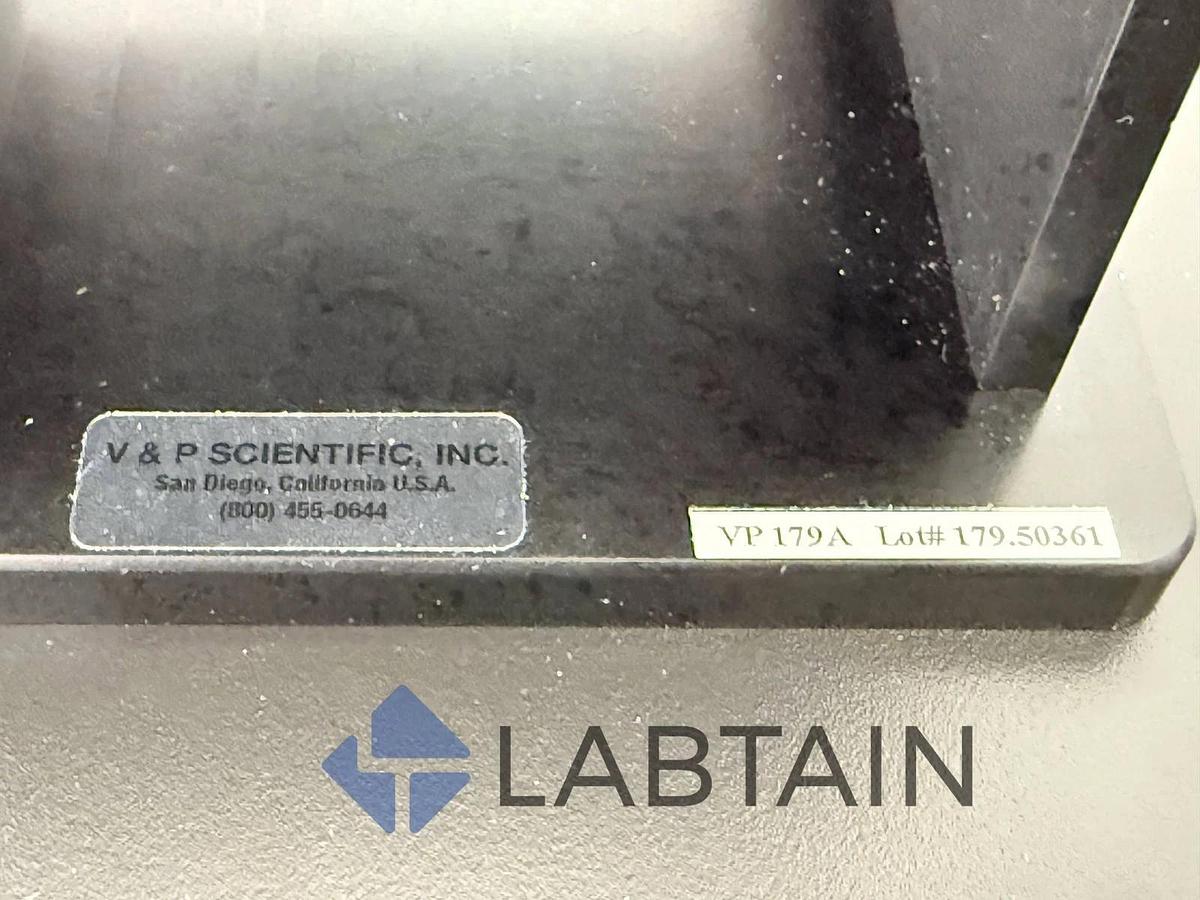 V & P SCIENTIFIC, INC.
San Diego, California U.S.A.
(800) 455-0644
VP 179A Lot# 179.50361
LABTAIN